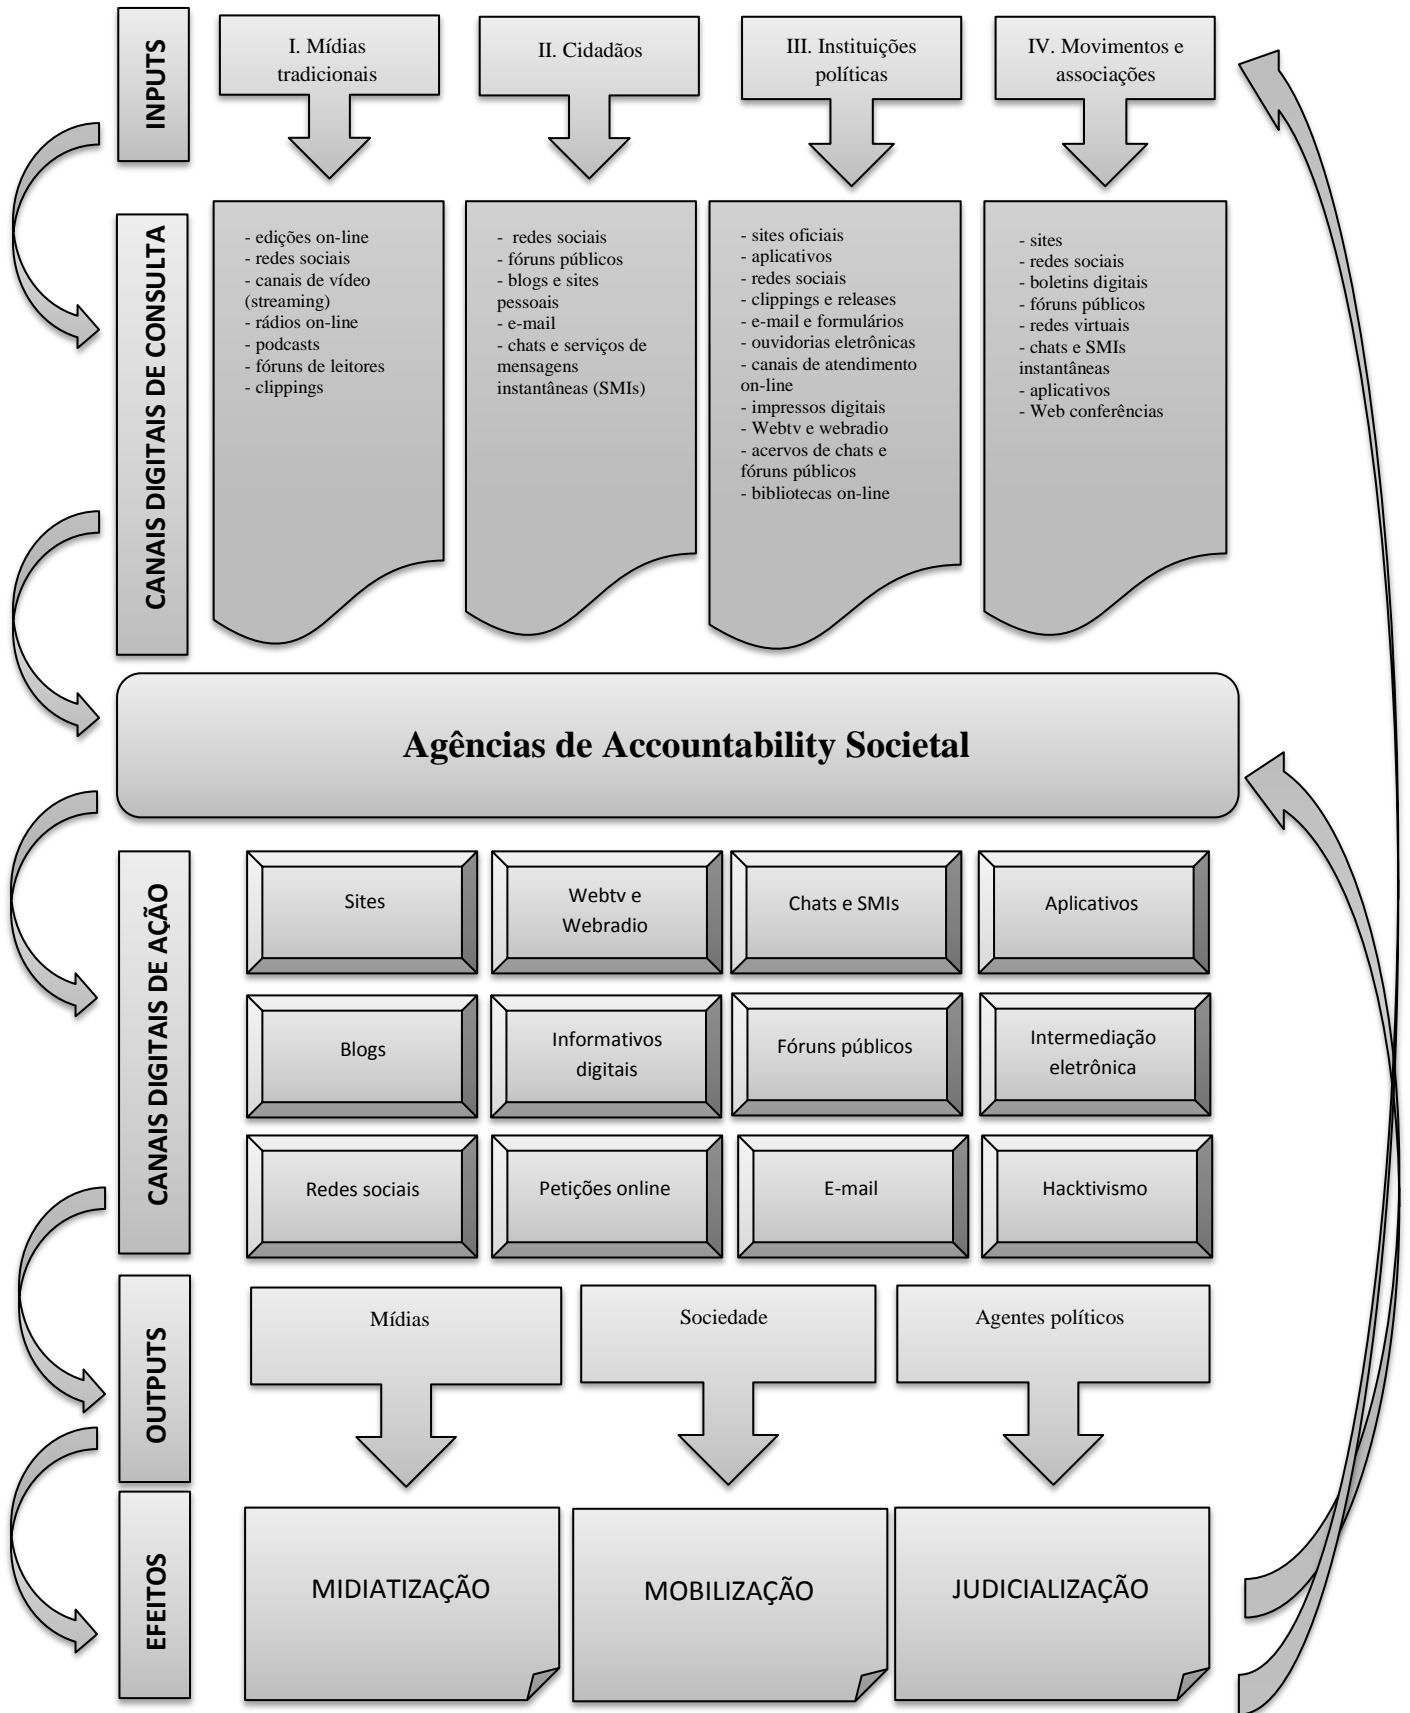 INPUTS
I. Mídias
tradicionais
II. Cidadãos
III. Instituições
políticas
IV. Movimentos e
associações
CANAIS DIGITAIS DE CONSULTA
- edições on-line
- redes sociais
- canais de vídeo
(streaming)
- rádios on-line
- podcasts
- fóruns de leitores
- clippings
- redes sociais
- fóruns públicos
- blogs e sites
pessoais
- e-mail
- chats e serviços de
mensagens
instantâneas (SMIs)
- sites oficiais
- aplicativos
- redes sociais
- clippings e releases
- e-mail e formulários
- ouvidorias eletrônicas
- canais de atendimento
on-line
- impressos digitais
- Webtv e webradio
- acervos de chats e
fóruns públicos
- bibliotecas on-line
- sites
- redes sociais
- boletins digitais
- fóruns públicos
- redes virtuais
- chats e SMIs
instantâneas
- aplicativos
- Web conferências
Agências de Accountability Societal
CANAIS DIGITAIS DE AÇÃO
Sites
Webtv e
Webradio
Chats e SMIs
Aplicativos
Blogs
Informativos
digitais
Fóruns públicos
Intermediação
eletrônica
Redes sociais
Petições online
E-mail
Hacktivismo
OUTPUTS
Mídias
Sociedade
Agentes políticos
EFEITOS
MIDIATIZAÇÃO
MOBILIZAÇÃO
JUDICIALIZAÇÃO